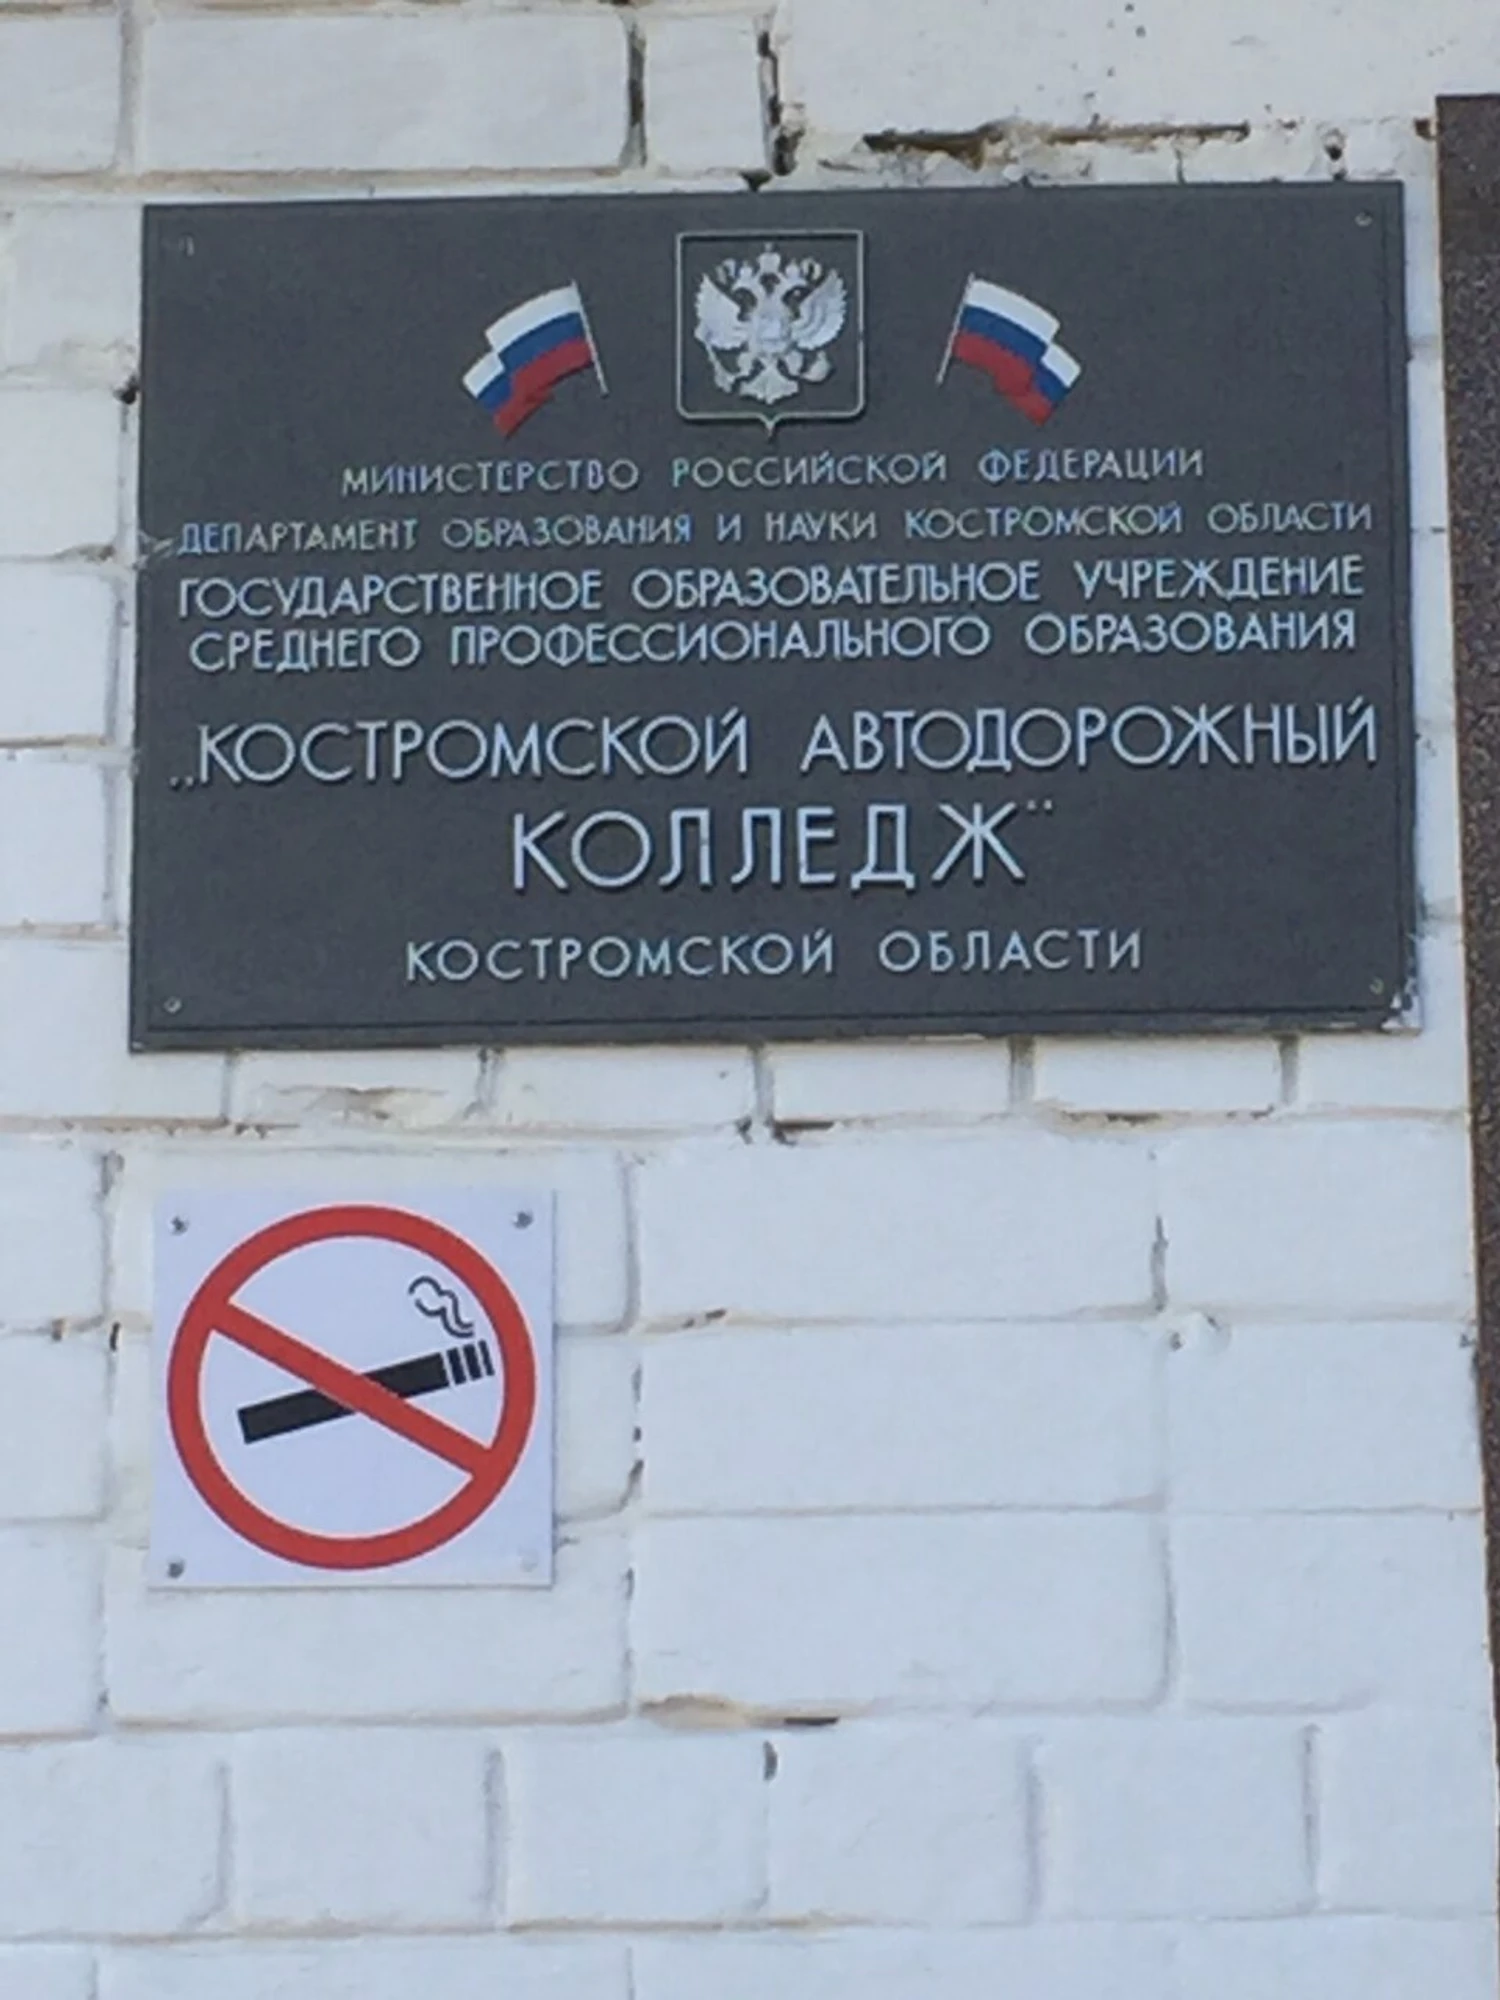 МИНИСТЕРСТВО РОССИЙСКОЙ ФЕДЕРАЦИИ
ДЕПАРТАМЕНТ ОБРАЗОВАНИЯ И НАУКИ КОСТРОМСКОЙ ОБЛАСТИ
ГОСУДАРСТВЕННОЕ ОБРАЗОВАТЕЛЬНОЕ УЧРЕЖДЕНИЕ
СРЕДНЕГО ПРОФЕССИОНАЛЬНОГО ОБРАЗОВАНИЯ
„КОСТРОМСКОЙ АВТОДОРОЖНЫЙ
КОЛЛЕДЖ“
КОСТРОМСКОЙ ОБЛАСТИ